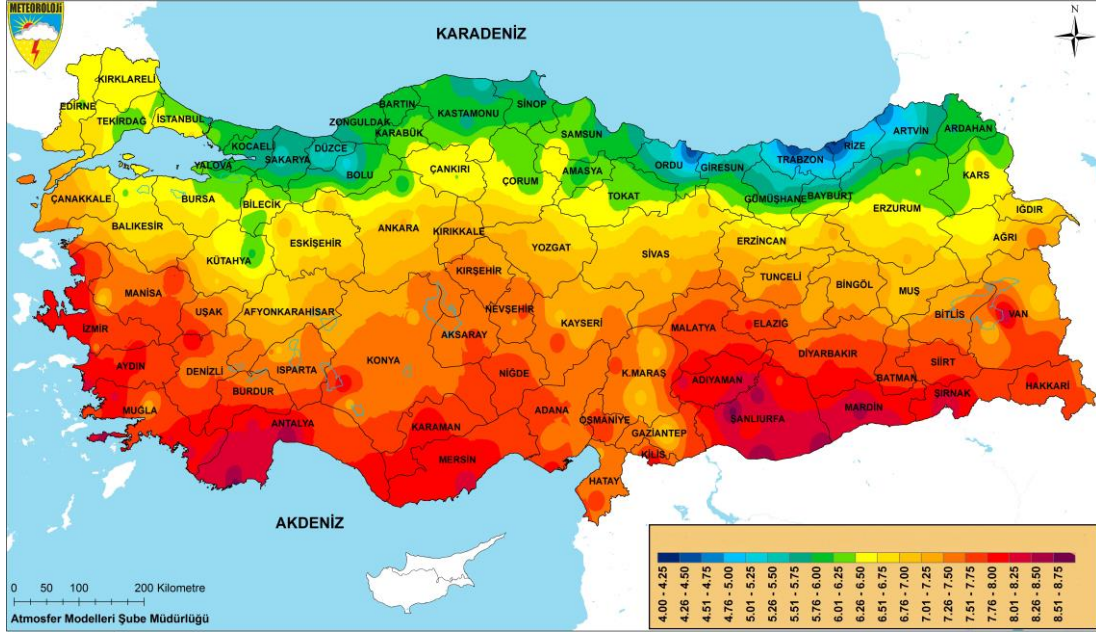 METEOROLOJİ
N
KARADENİZ
KIRKLARELİ
EDİRNE
TEKİRDAG
İSTANBUL
KOCAELİ
YALOVA
SAKARYA
DÜZCE
ZONGULDAK
BARTIN
KARABÜK
KASTAMONU
SİNOP
SAMSUN
BOLU
ÇANKIRI
ÇORUM
AMASYA
TOKAT
ORDU
GİRESUN
TRABZON
RİZE
ARTVİN
ARDAHAN
KARS
GÜMÜŞHANE
BAYBURT
ERZURUM
IĞDIR
AĞRI
ÇANAKKALE
BURSA
BİLECİK
BALIKESİR
ESKİŞEHİR
KÜTAHYA
ANKARA
KIRIKKALE
YOZGAT
SİVAS
ERZİNCAN
TUNCELİ
BİNGÖL
MUŞ
BİTLİS
VAN
MANİSA
UŞAK
AFYONKARAHİSAR
KIRŞEHİR
NEVŞEHİR
AKSARAY
KAYSERİ
MALATYA
ELAZIĞ
DİYARBAKIR
İZMİR
AYDIN
DENİZLİ
BURDUR
ISPARTA
KONYA
NİĞDE
K.MARAŞ
ADIYAMAN
BATMAN
SİİRT
HAKKARİ
ŞIRNAK
MARDİN
ŞANLIURFA
MUĞLA
ANTALYA
KARAMAN
MERSİN
ADANA
OSMANİYE
GAZİANTEP
KİLİS
HATAY
AKDENİZ
0 50 100 200 Kilometre
Atmosfer Modelleri Şube Müdürlüğü
4.00 - 4.25
4.26 - 4.50
4.51 - 4.75
4.76 - 5.00
5.01 - 5.25
5.26 - 5.50
5.51 - 5.75
5.76 - 6.00
6.01 - 6.25
6.26 - 6.50
6.51 - 6.75
6.76 - 7.00
7.01 - 7.25
7.26 - 7.50
7.51 - 7.75
7.76 - 8.00
8.01 - 8.25
8.26 - 8.50
8.51 - 8.75